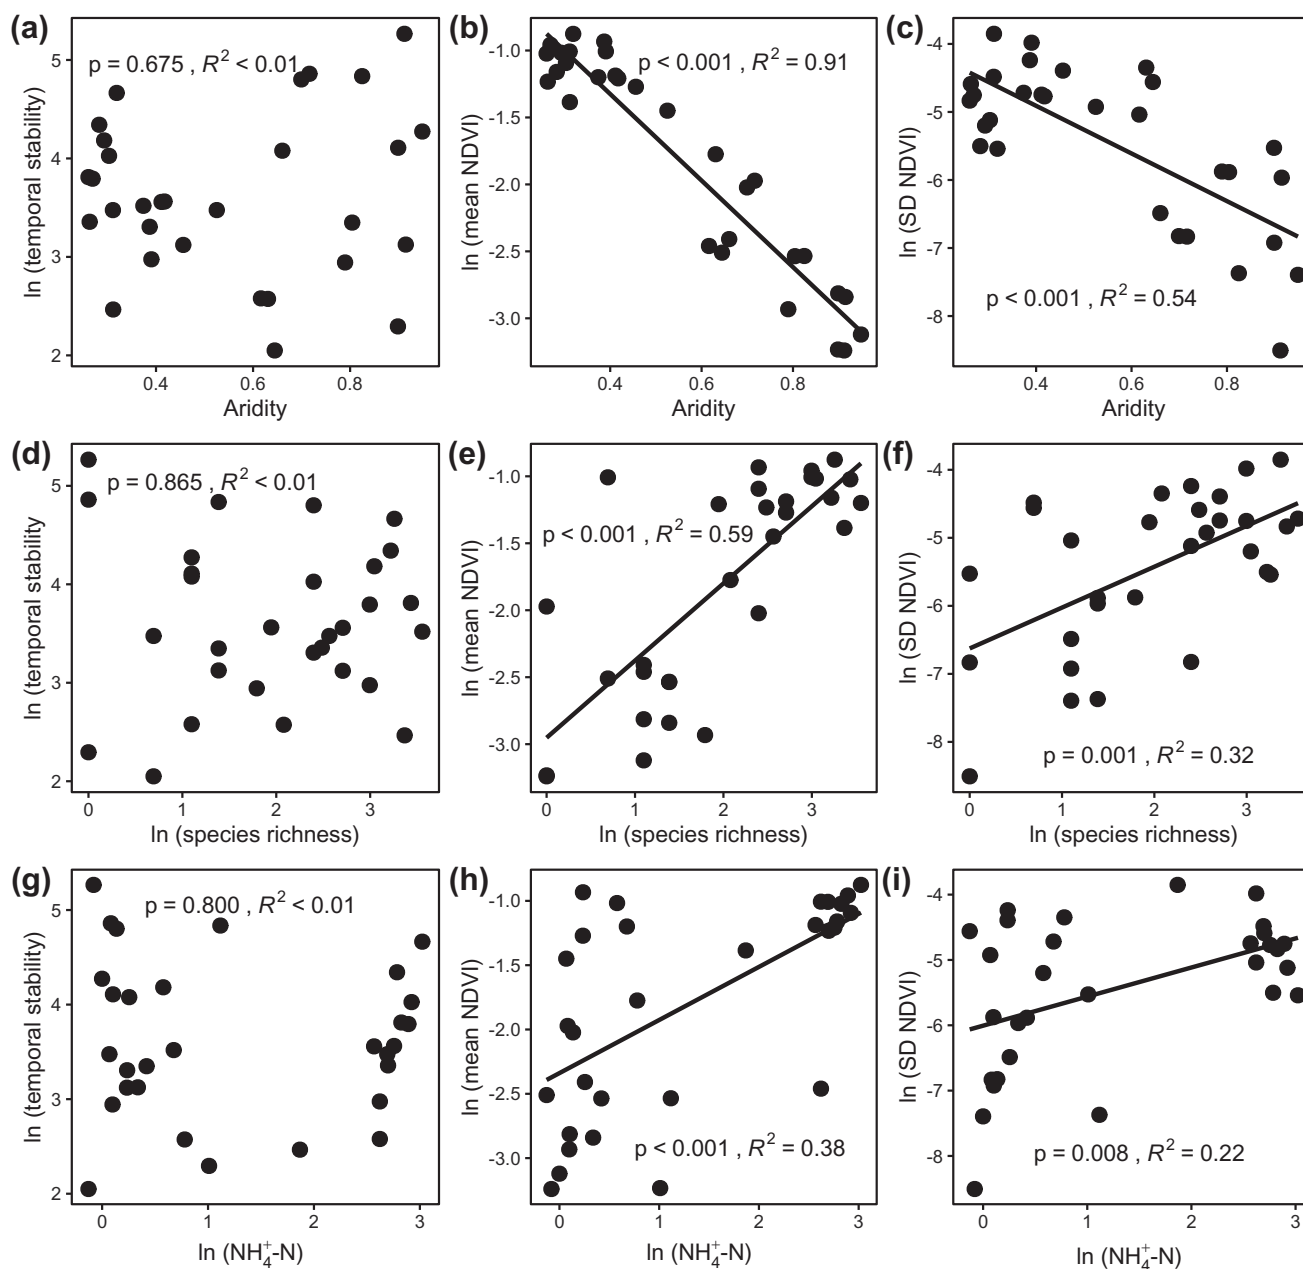 (a)
p = 0.675 , R² < 0.01
ln (temporal stability)
5
4
3
2
0.4 0.6 0.8
Aridity
(b)
p < 0.001 , R² = 0.91
ln (mean NDVI)
-1.0
-1.5
-2.0
-2.5
-3.0
0.4 0.6 0.8
Aridity
(c)
p < 0.001 , R² = 0.54
ln (SD NDVI)
-4
-5
-6
-7
-8
0.4 0.6 0.8
Aridity
(d)
p = 0.865 , R² < 0.01
ln (temporal stability)
5
4
3
2
0 1 2 3
ln (species richness)
(e)
p < 0.001 , R² = 0.59
ln (mean NDVI)
-1.0
-1.5
-2.0
-2.5
-3.0
0 1 2 3
ln (species richness)
(f)
p = 0.001 , R² = 0.32
ln (SD NDVI)
-4
-5
-6
-7
-8
0 1 2 3
ln (species richness)
(g)
p = 0.800 , R² < 0.01
ln (temporal stability)
5
4
3
2
0 1 2 3
ln (NH₄⁺-N)
(h)
p < 0.001 , R² = 0.38
ln (mean NDVI)
-1.0
-1.5
-2.0
-2.5
-3.0
0 1 2 3
ln (NH₄⁺-N)
(i)
p = 0.008 , R² = 0.22
ln (SD NDVI)
-4
-5
-6
-7
-8
0 1 2 3
ln (NH₄⁺-N)